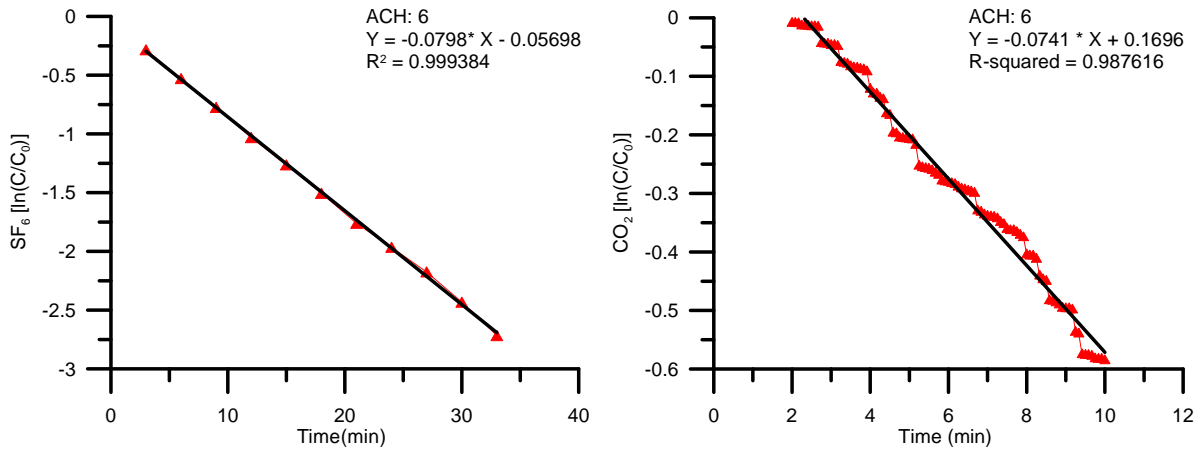 ACH: 6
Y = -0.0798* X - 0.05698
R² = 0.999384
0
-0.5
-1
-1.5
-2
-2.5
-3
SF₆ [ln(C/C₀)]
0
10
20
30
40
Time(min)
ACH: 6
Y = -0.0741 * X + 0.1696
R-squared = 0.987616
0
-0.1
-0.2
-0.3
-0.4
-0.5
-0.6
CO₂ [ln(C/C₀)]
0
2
4
6
8
10
12
Time (min)